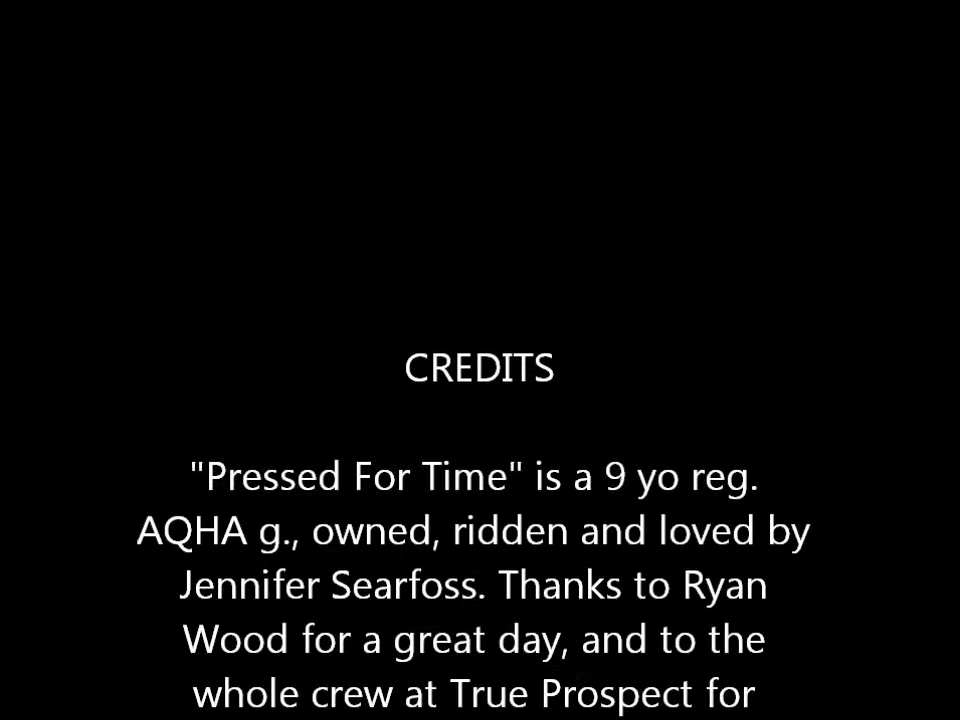 CREDITS
"Pressed For Time" is a 9 yo reg.
AQHA g., owned, ridden and loved by
Jennifer Searfoss. Thanks to Ryan
Wood for a great day, and to the
whole crew at True Prospect for